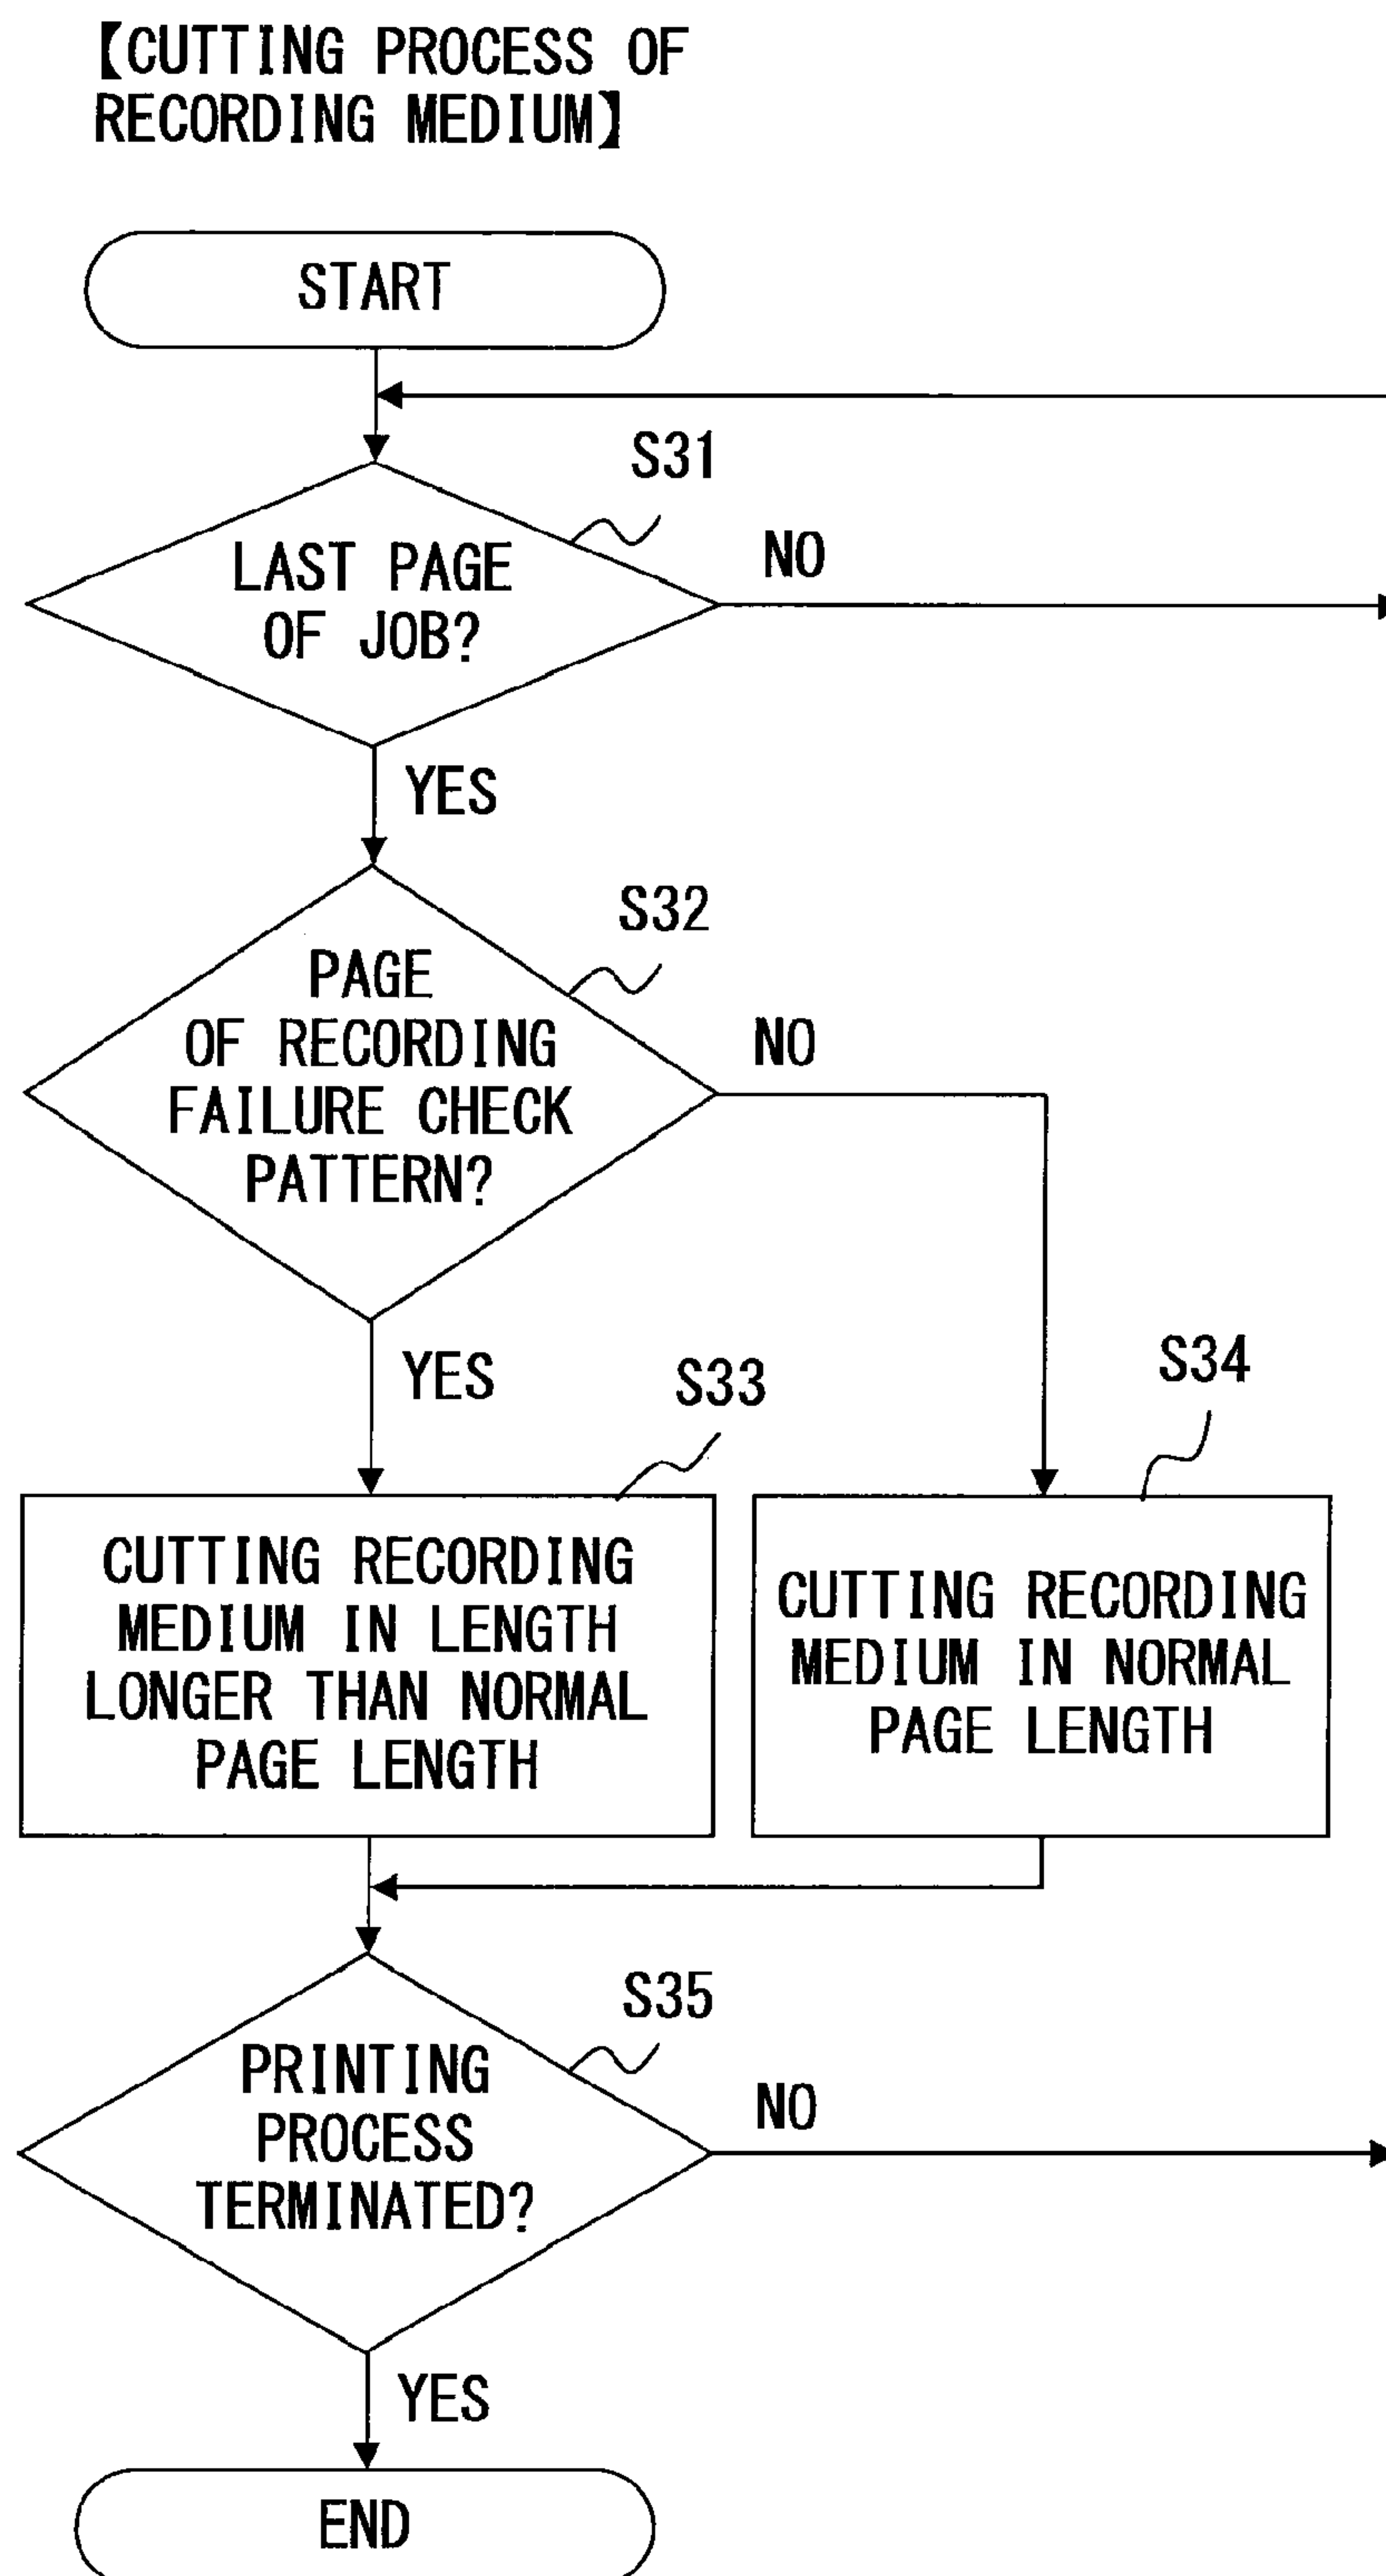 【CUTTING PROCESS OF
RECORDING MEDIUM】
START
S31
LAST PAGE
OF JOB?
NO
YES
S32
PAGE
OF RECORDING
FAILURE CHECK
PATTERN?
NO
YES
S33
S34
CUTTING RECORDING
MEDIUM IN LENGTH
LONGER THAN NORMAL
PAGE LENGTH
CUTTING RECORDING
MEDIUM IN NORMAL
PAGE LENGTH
S35
PRINTING
PROCESS
TERMINATED?
NO
YES
END